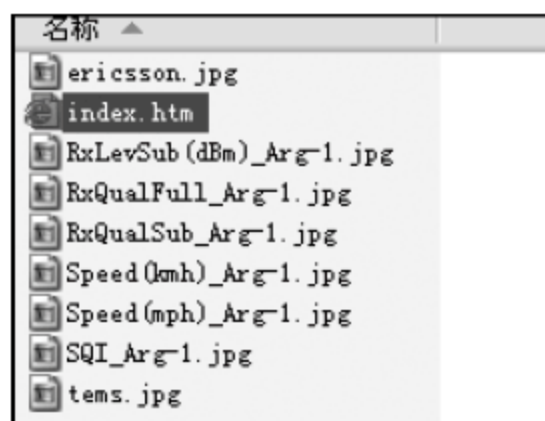 名称
ericsson.jpg
index.htm
RxLevSub(dBm)_Arg-1.jpg
RxQualFull_Arg-1.jpg
RxQualSub_Arg-1.jpg
Speed(kmh)_Arg-1.jpg
Speed(mph)_Arg-1.jpg
SQI_Arg-1.jpg
tems.jpg